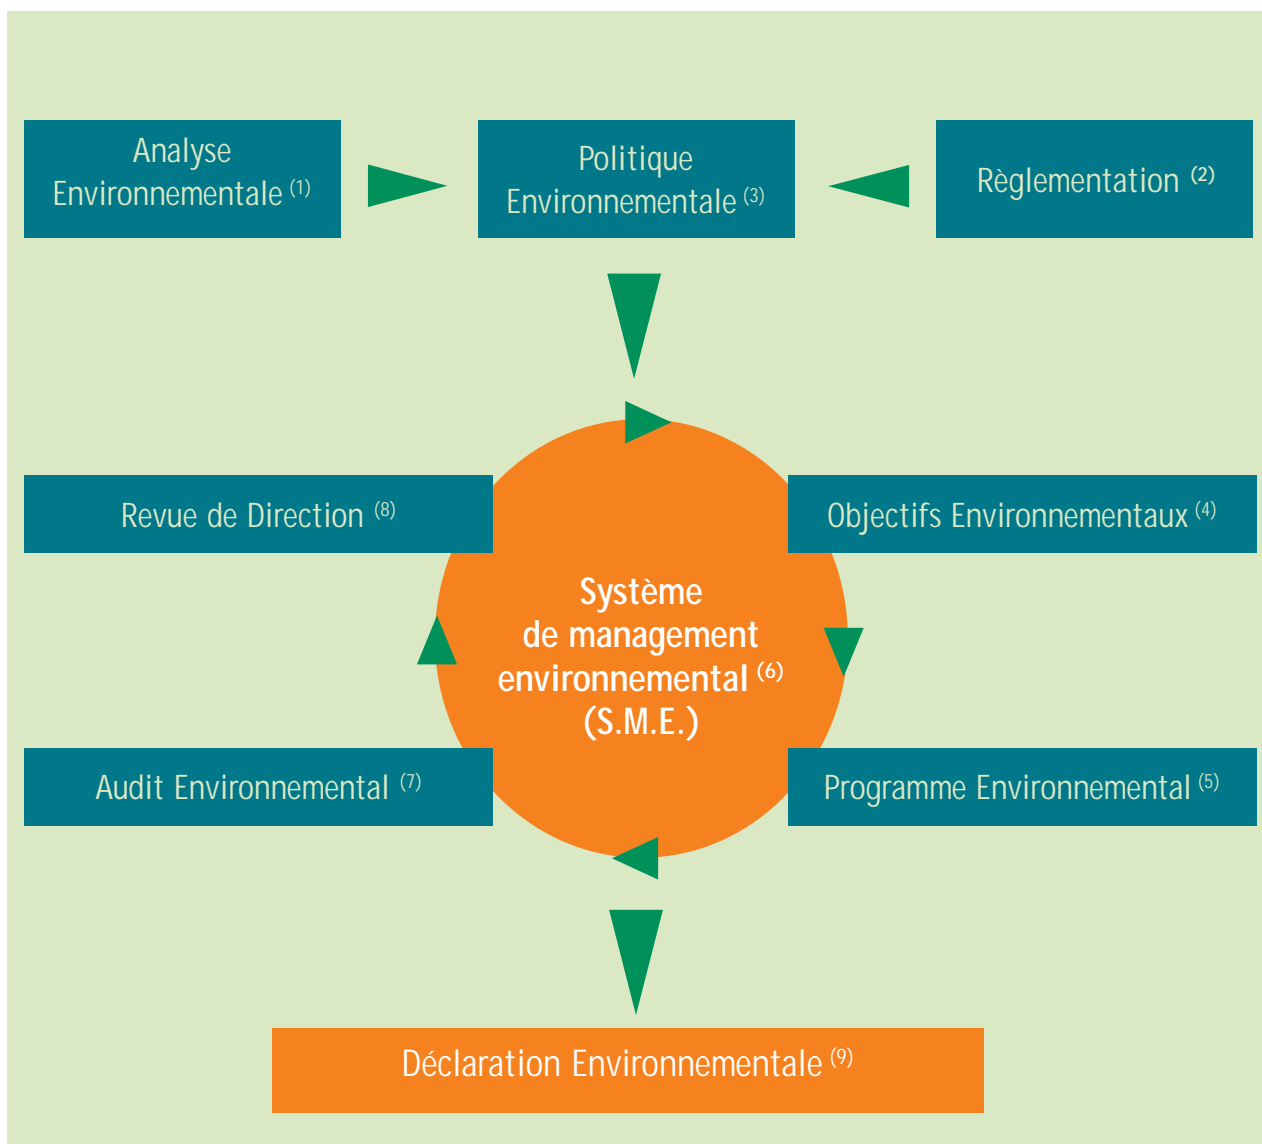 Analyse
Environnementale (1)
Politique
Environnementale (3)
Règlementation (2)
Revue de Direction (8)
Objectifs Environnementaux (4)
Système
de management
environnemental (6)
(S.M.E.)
Audit Environnemental (7)
Programme Environnemental (5)
Déclaration Environnementale (9)